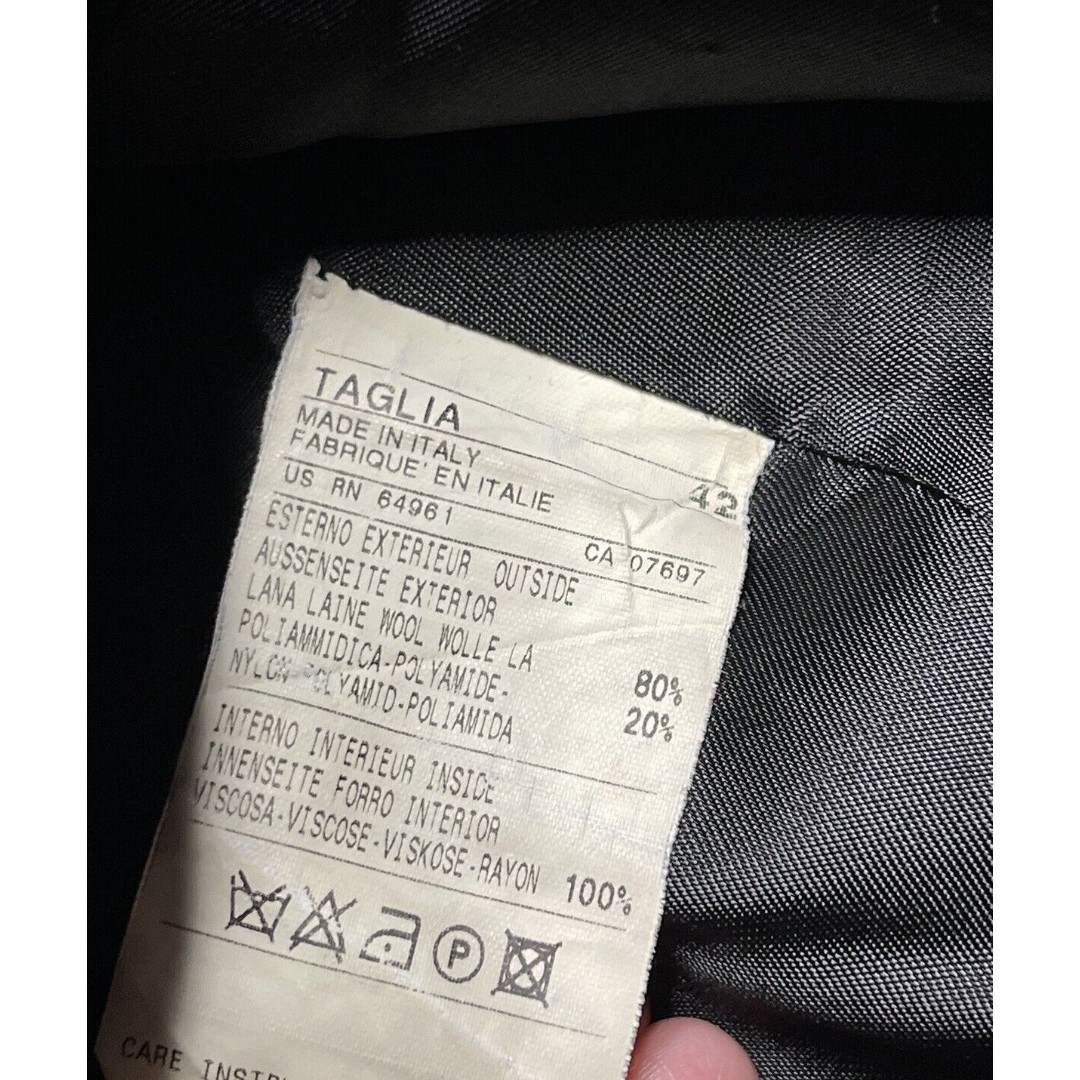 TAGLIA 42
MADE IN ITALY
FABRIQUE' EN ITALIE
US RN 64961 CA 07697
ESTERNO EXTERIEUR OUTSIDE
AUSSENSEITE EXTERIOR
LANA LAINE WOOL WOLLE LA 80%
POLIAMMIDICA-POLYAMIDE- 20%
NYLON-POLYAMID-POLIAMIDA
INTERNO INTERIEUR INSIDE
INNENSEITE FORRO INTERIOR
VISCOSA-VISCOSE-VISKOSE-RAYON 100%
P
CARE